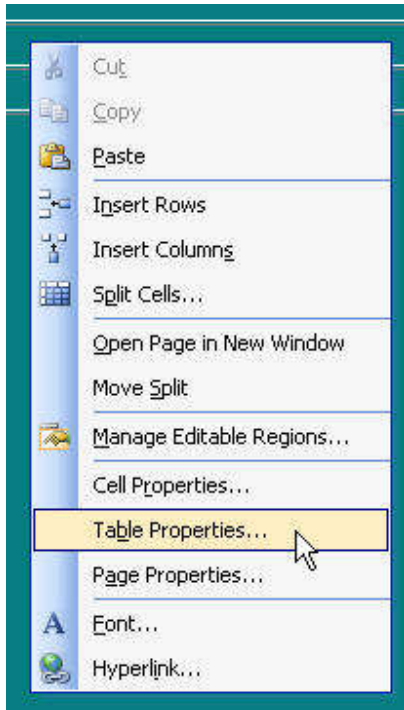 Cut
Copy
Paste
Insert Rows
Insert Columns
Split Cells...
Open Page in New Window
Move Split
Manage Editable Regions...
Cell Properties...
Table Properties...
Page Properties...
Font...
Hyperlink...